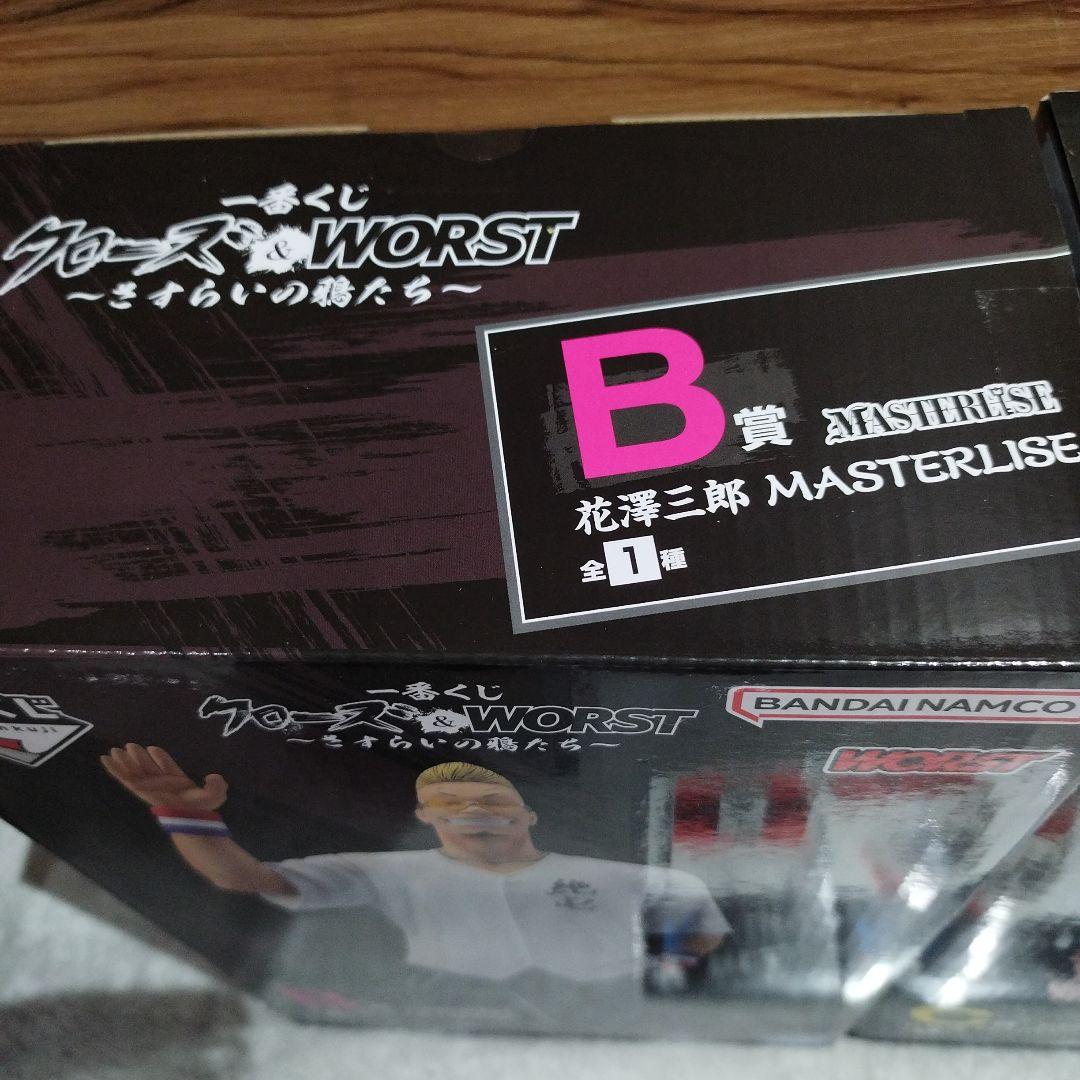 一番くじ
クローズ&WORST
～さすらいの鴉たち～
B賞 MASTERLISE
花澤三郎 MASTERLISE
全1種
一番くじ
クローズ&WORST
～さすらいの鴉たち～
BANDAI NAMCO
WORST